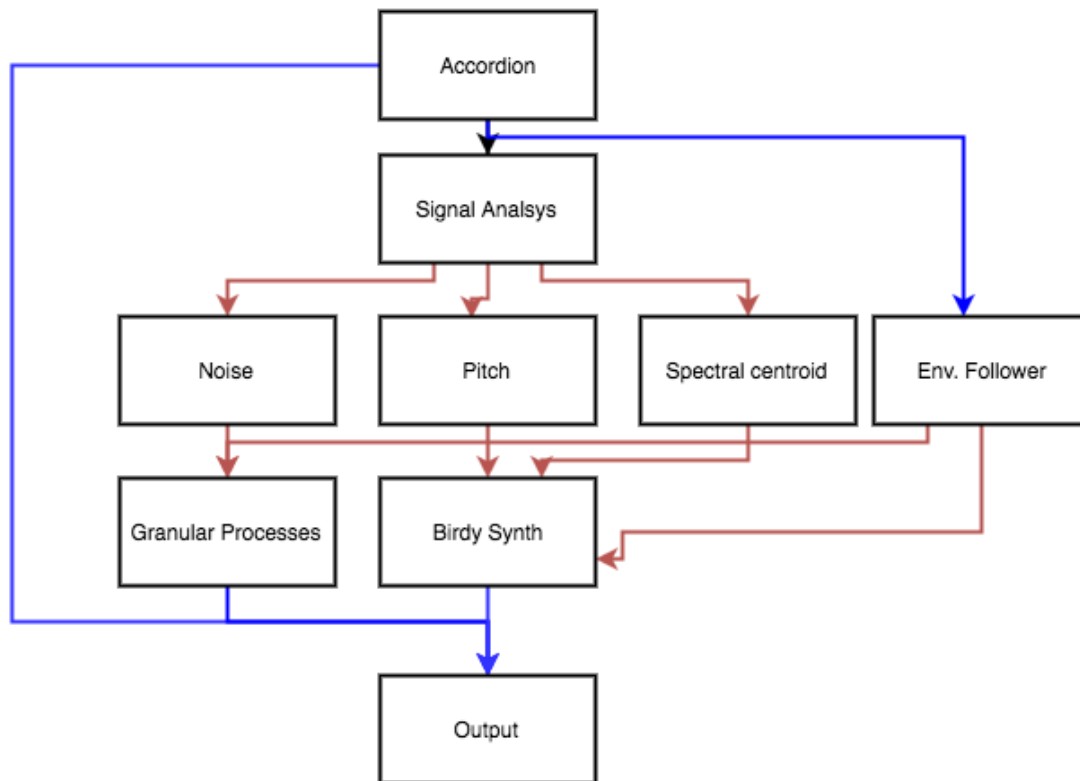 Accordion
Signal Analsys
Noise
Pitch
Spectral centroid
Env. Follower
Granular Processes
Birdy Synth
Output